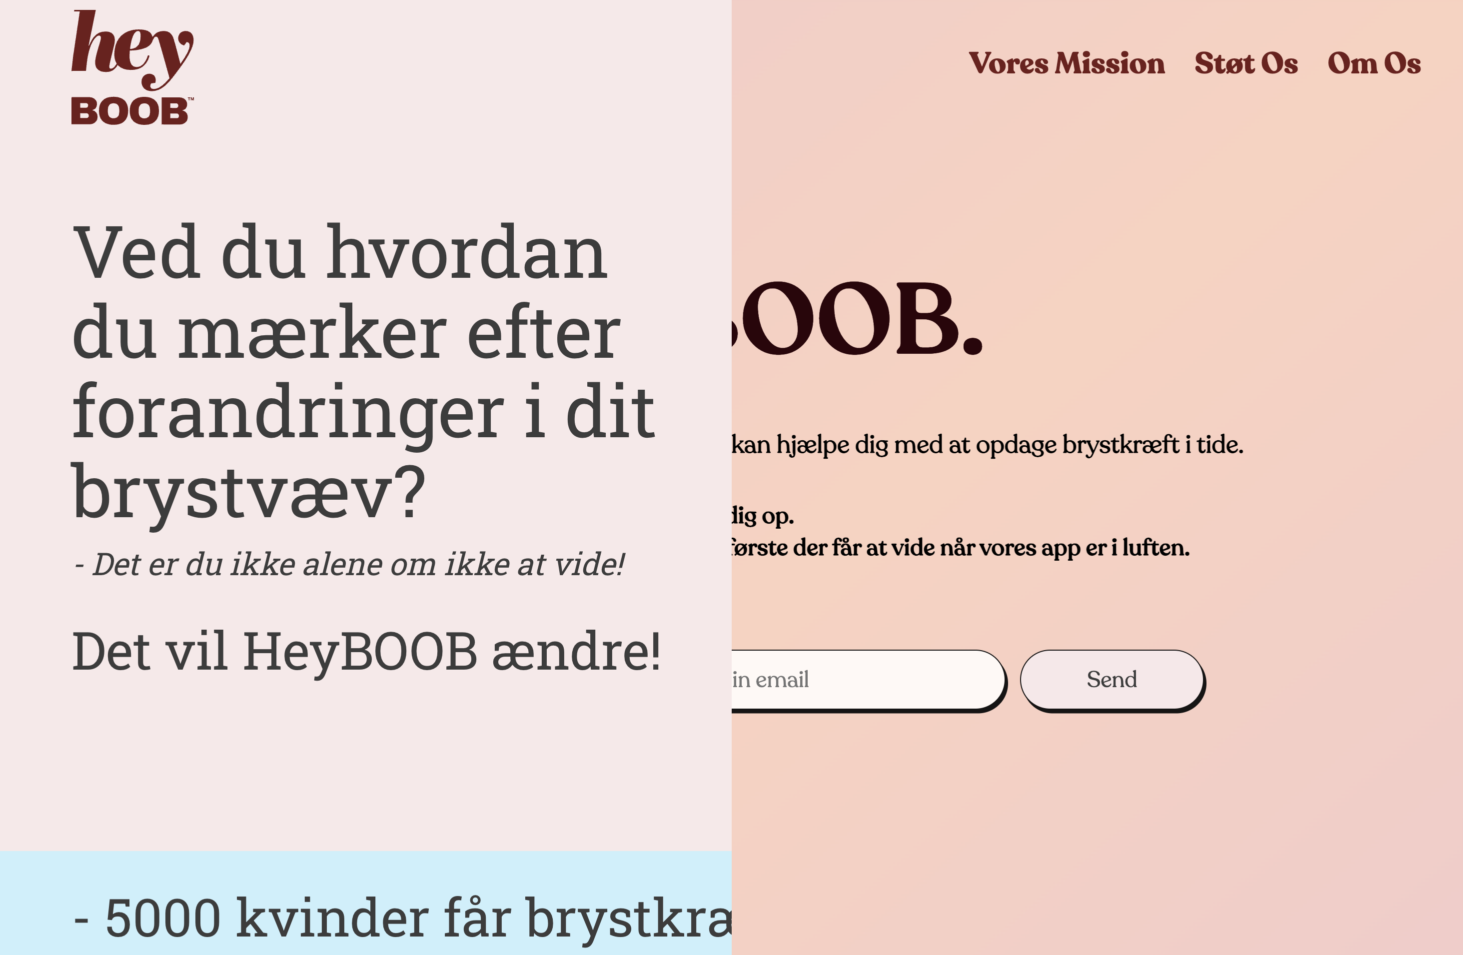 hey
BOOB™
Vores Mission Støt Os Om Os
Ved du hvordan
du mærker efter
forandringer i dit
brystvæv?
- Det er du ikke alene om ikke at vide!
Det vil HeyBOOB ændre!
- 5000 kvinder får
OOB.
kan hjælpe dig med at opdage brystkræft i tide.
dig op.
første der får at vide når vores app er i luften.
in email
Send